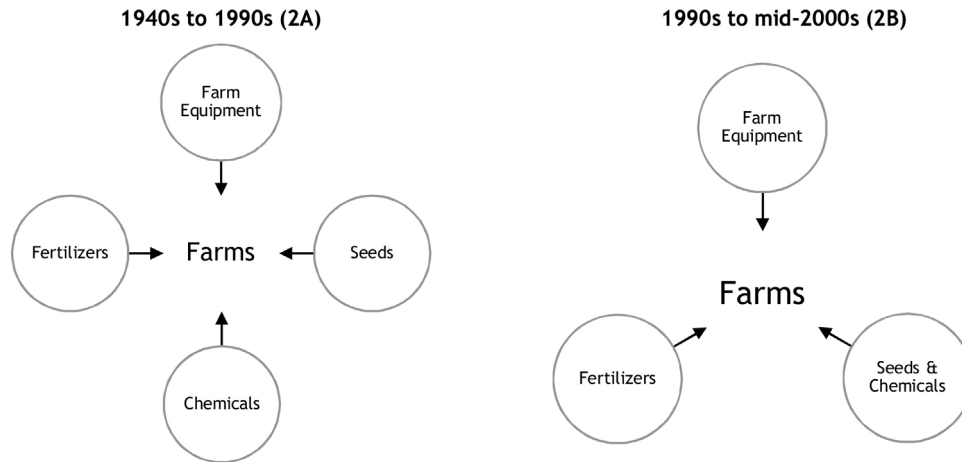 1940s to 1990s (2A)
Farm
Equipment
Fertilizers
Farms
Seeds
Chemicals
1990s to mid-2000s (2B)
Farm
Equipment
Farms
Fertilizers
Seeds &
Chemicals